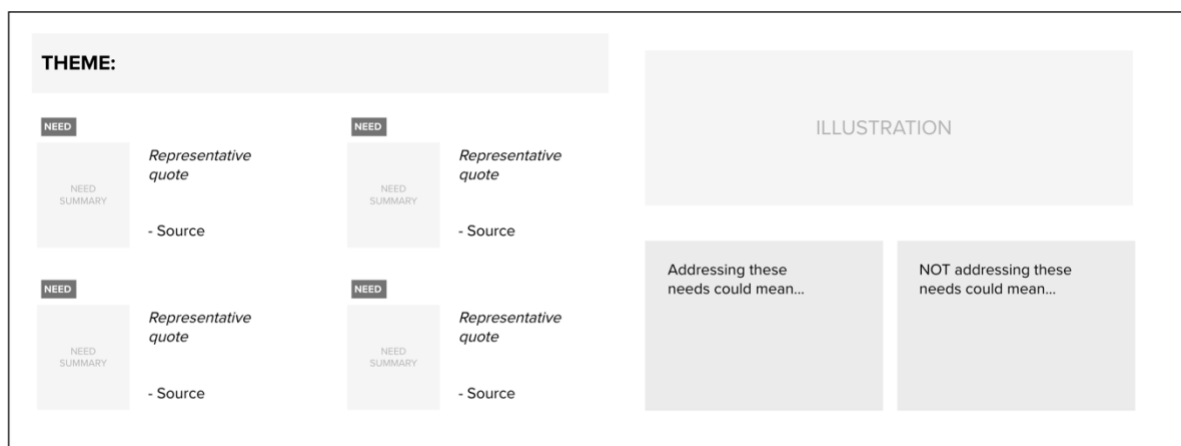 THEME:
NEED
NEED
SUMMARY
Representative
quote
- Source
NEED
NEED
SUMMARY
Representative
quote
- Source
NEED
NEED
SUMMARY
Representative
quote
- Source
NEED
NEED
SUMMARY
Representative
quote
- Source
ILLUSTRATION
Addressing these
needs could mean...
NOT addressing these
needs could mean...